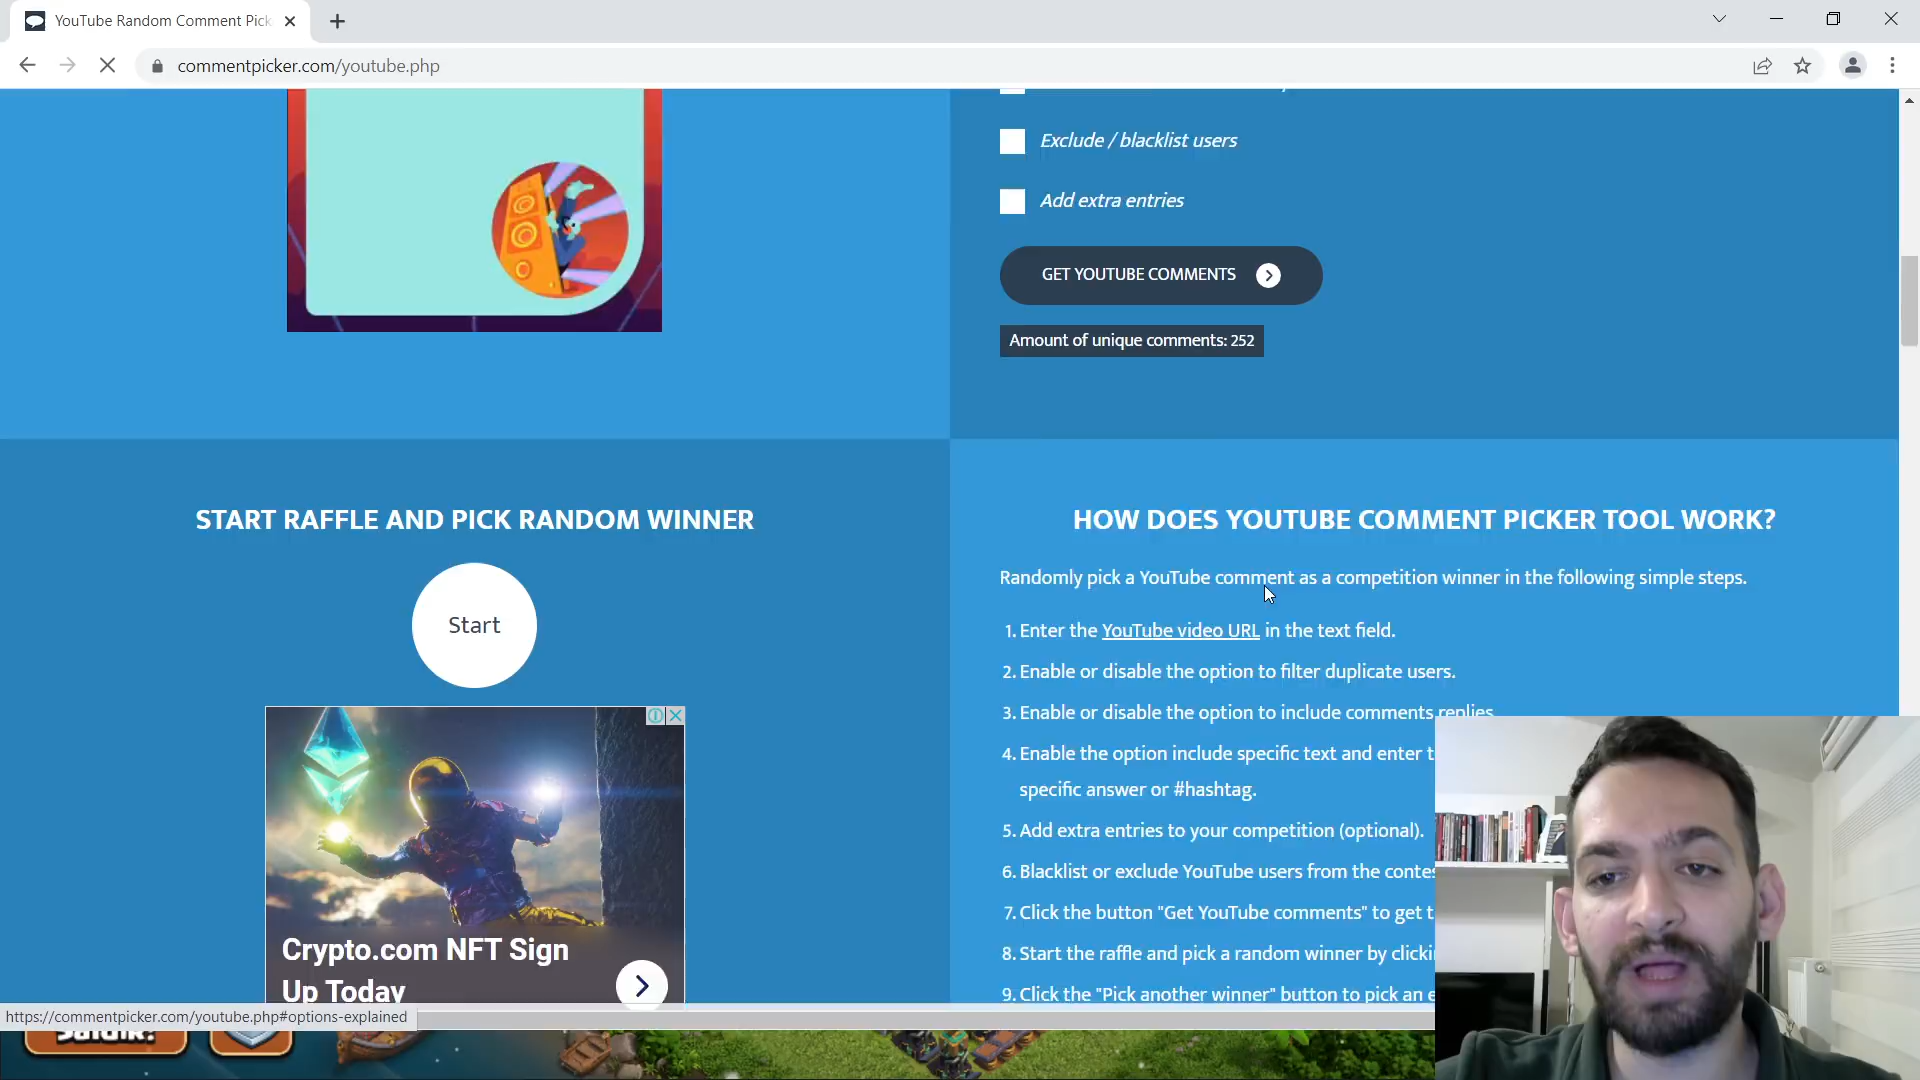 YouTube Random Comment Pick
commentpicker.com/youtube.php
Exclude / blacklist users
Add extra entries
GET YOUTUBE COMMENTS
Amount of unique comments: 252
START RAFFLE AND PICK RANDOM WINNER
Start
Crypto.com NFT Sign
Up Today
HOW DOES YOUTUBE COMMENT PICKER TOOL WORK?
Randomly pick a YouTube comment as a competition winner in the following simple steps.
1. Enter the YouTube video URL in the text field.
2. Enable or disable the option to filter duplicate users.
3. Enable or disable the option to include comments replies
4. Enable the option include specific text and enter t
specific answer or #hashtag.
5. Add extra entries to your competition (optional).
6. Blacklist or exclude YouTube users from the conte
7. Click the button "Get YouTube comments" to get t
8. Start the raffle and pick a random winner by clicki
9. Click the "Pick another winner" button to pick an e
https://commentpicker.com/youtube.php#options-explained